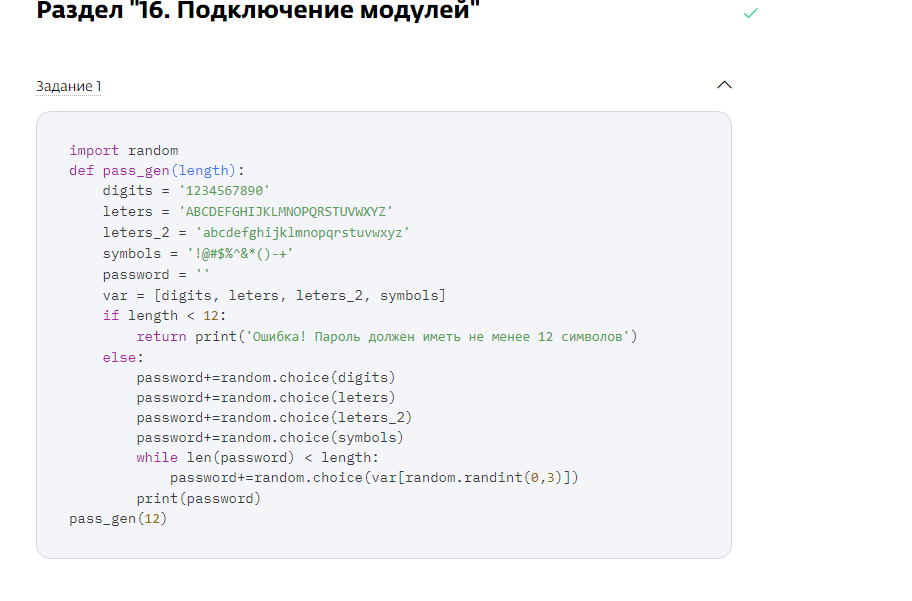 Раздел "16. Подключение модулей"
Задание 1
import random
def pass_gen(length):
    digits = '1234567890'
    leters = 'ABCDEFGHIJKLMNOPQRSTUVWXYZ'
    leters_2 = 'abcdefghijklmnopqrstuvwxyz'
    symbols = '!@#$%^&*()-+'
    password = ''
    var = [digits, leters, leters_2, symbols]
    if length < 12:
        return print('Ошибка! Пароль должен иметь не менее 12 символов')
    else:
        password+=random.choice(digits)
        password+=random.choice(leters)
        password+=random.choice(leters_2)
        password+=random.choice(symbols)
        while len(password) < length:
            password+=random.choice(var[random.randint(0,3)])
        print(password)
pass_gen(12)